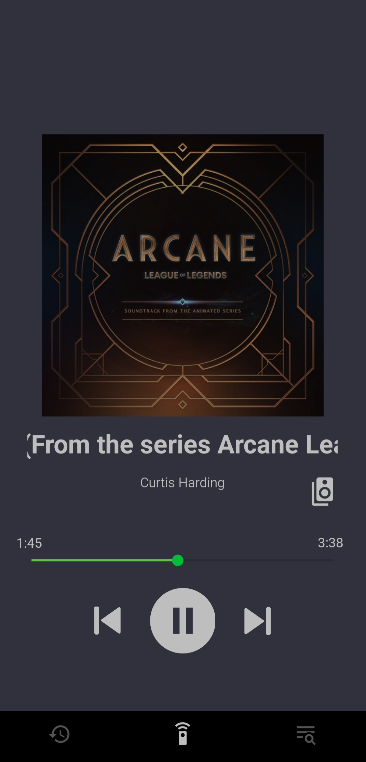 ARCANE
LEAGUE OF LEGENDS
SOUNDTRACK FROM THE ANIMATED SERIES
(From the series Arcane Lea
Curtis Harding
1:45
3:38